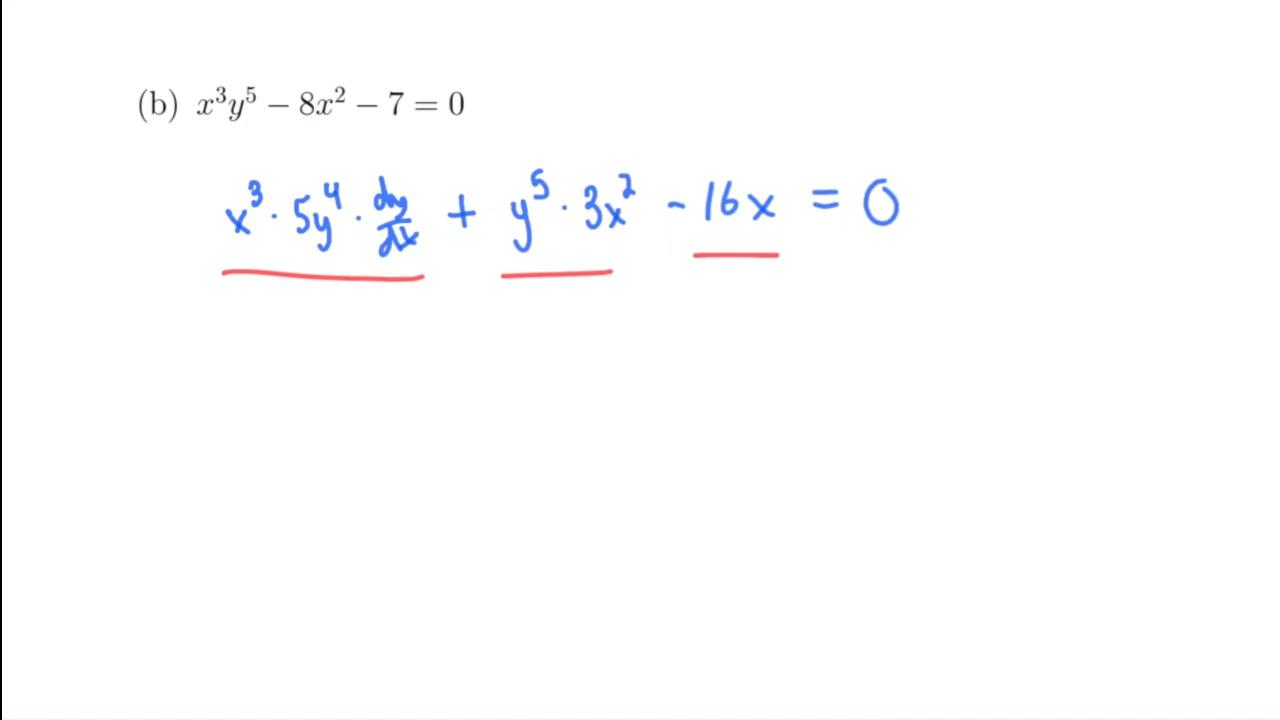 (b) x³y⁵ − 8x² − 7 = 0
x³ · 5y⁴ · dy/dx + y⁵ · 3x² - 16x = 0